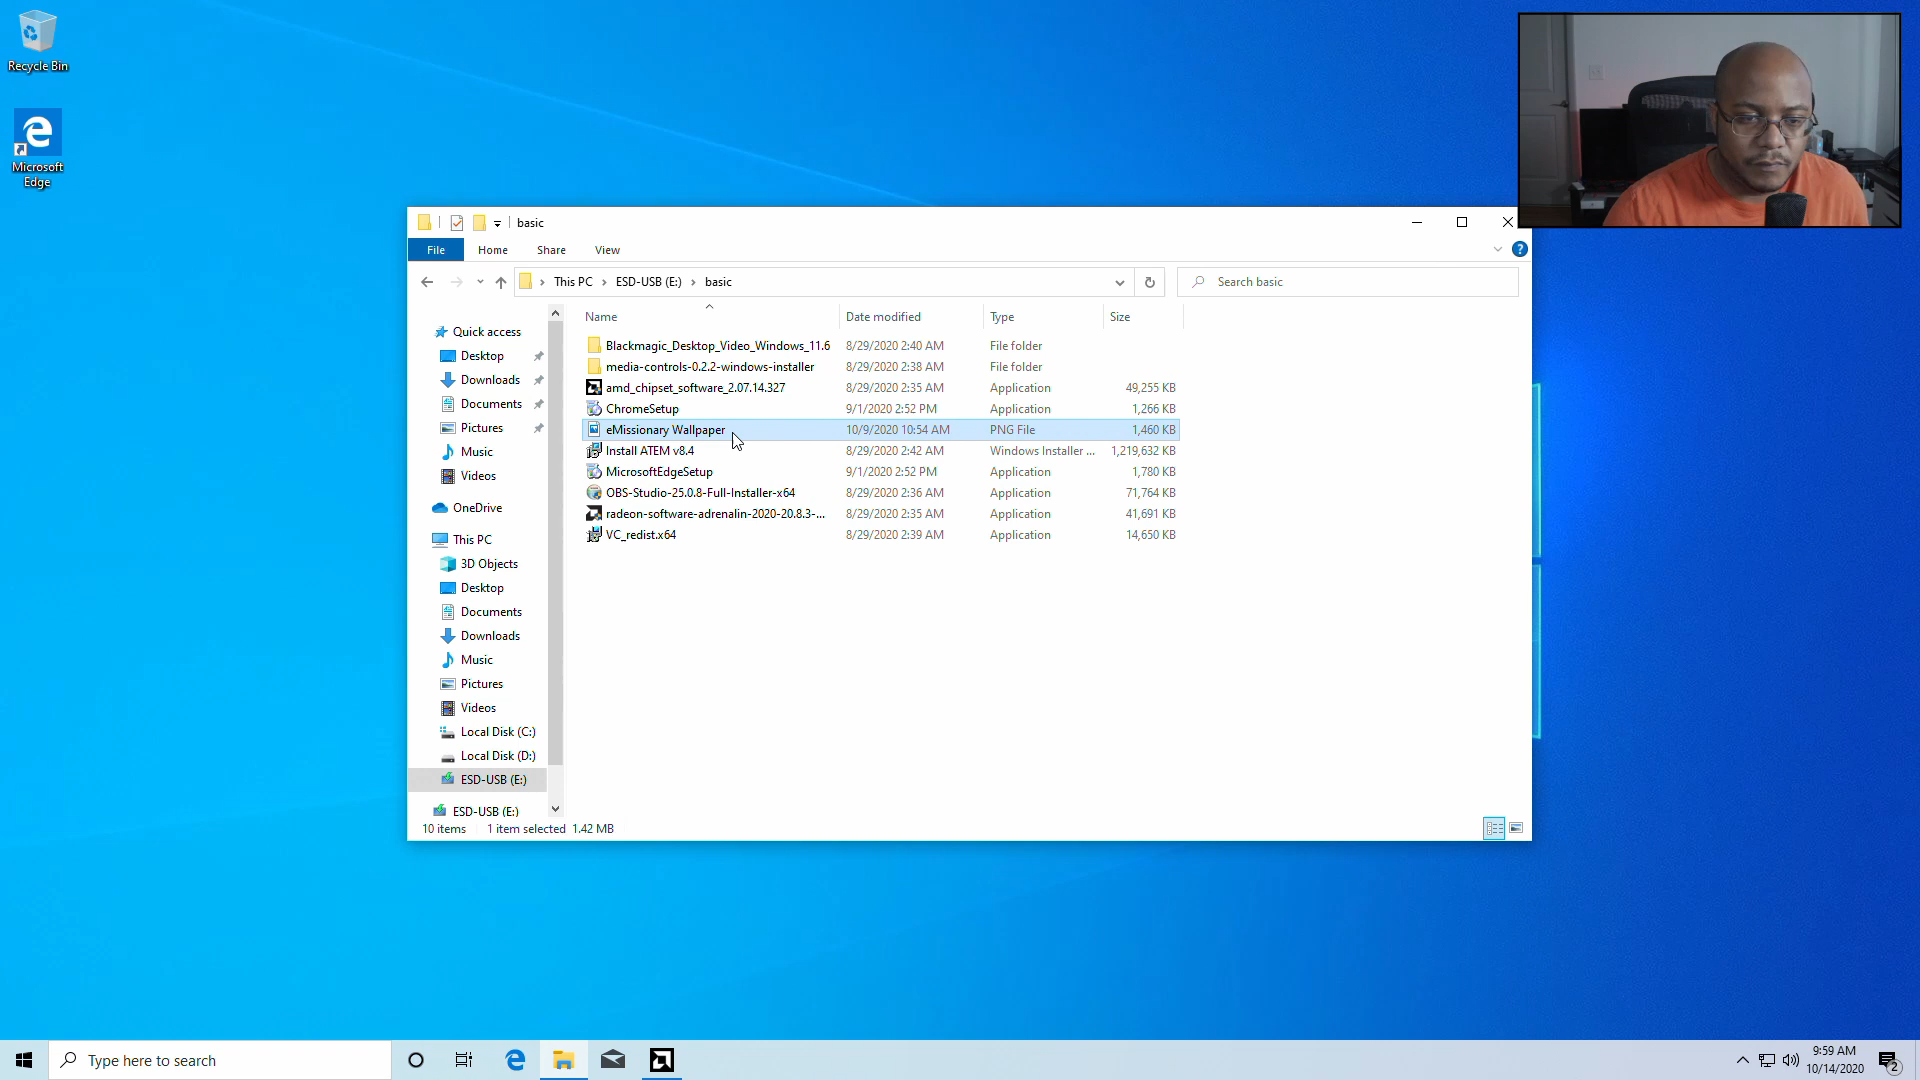 Recycle Bin
Microsoft
Edge
basic
File Home Share View
This PC ESD-USB (E:) basic
Search basic
Name Date modified Type Size
Quick access
Desktop
Downloads
Documents
Pictures
Music
Videos
OneDrive
This PC
3D Objects
Desktop
Documents
Downloads
Music
Pictures
Videos
Local Disk (C:)
Local Disk (D:)
ESD-USB (E:)
ESD-USB (E:)
Blackmagic_Desktop_Video_Windows_11.6 8/29/2020 2:40 AM File folder
media-controls-0.2.2-windows-installer 8/29/2020 2:38 AM File folder
amd_chipset_software_2.07.14.327 8/29/2020 2:35 AM Application 49,255 KB
ChromeSetup 9/1/2020 2:52 PM Application 1,266 KB
eMissionary Wallpaper 10/9/2020 10:54 AM PNG File 1,460 KB
Install ATEM v8.4 8/29/2020 2:42 AM Windows Installer ... 1,219,632 KB
MicrosoftEdgeSetup 9/1/2020 2:52 PM Application 1,780 KB
OBS-Studio-25.0.8-Full-Installer-x64 8/29/2020 2:36 AM Application 71,764 KB
radeon-software-adrenalin-2020-20.8.3-... 8/29/2020 2:35 AM Application 41,691 KB
VC_redist.x64 8/29/2020 2:39 AM Application 14,650 KB
10 items 1 item selected 1.42 MB
Type here to search
9:59 AM
10/14/2020
2